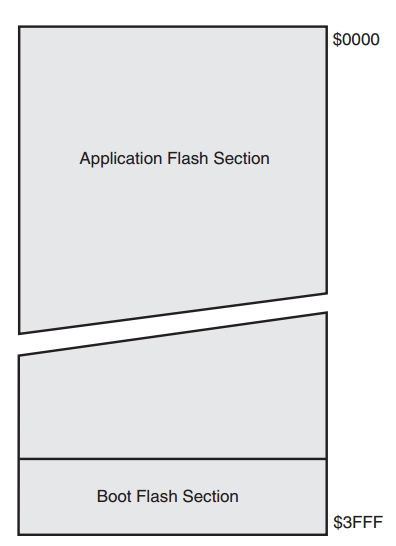 $0000
Application Flash Section
Boot Flash Section
$3FFF